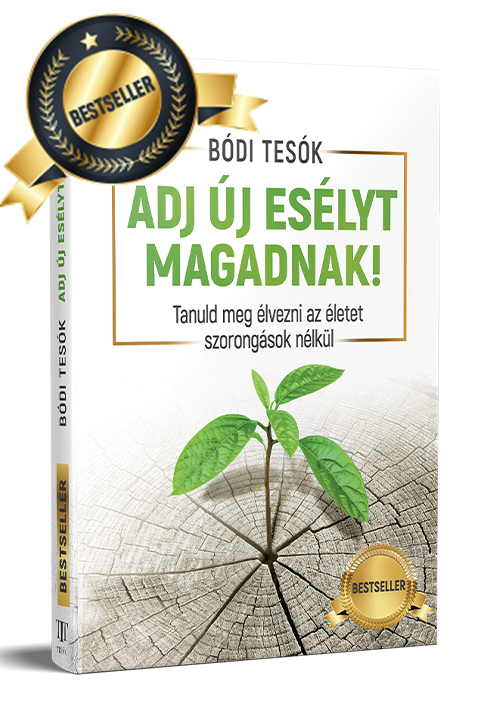 BESTSELLER
BÓDI TESÓK
ADJ ÚJ ESÉLYT
MAGADNAK!
Tanuld meg élvezni az életet
szorongások nélkül
BESTSELLER
ADJ ÚJ ESÉLYT
BÓDI TESÓK
BESTSELLER